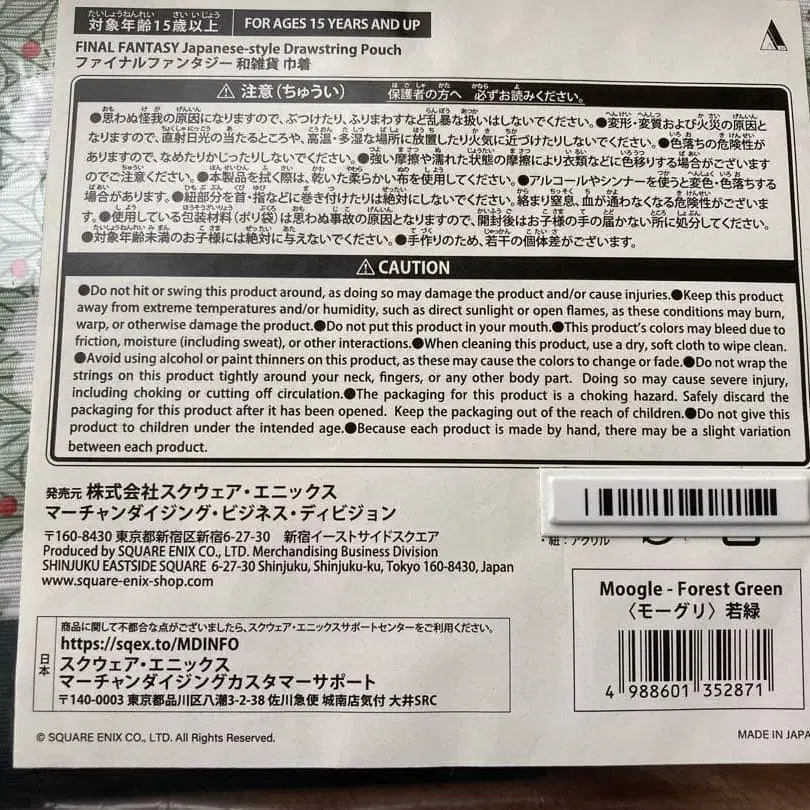 対象年齢15歳以上 FOR AGES 15 YEARS AND UP
FINAL FANTASY Japanese-style Drawstring Pouch
ファイナルファンタジー 和雑貨 巾着
⚠ 注意(ちゅうい) 保護者の方へ 必ずお読みください。
●思わぬ怪我の原因になりますので、ぶつけたり、ふりまわすなど乱暴な扱いはしないでください。●変形・変質および火災の原因と
なりますので、直射日光の当たるところや、高温・多湿な場所に放置したり火気に近づけたりしないでください。●色落ちの危険性が
ありますので、なめたりかじったりしないでください。●強い摩擦や濡れた状態の摩擦により衣類などに色移りする場合がございます
のでご注意ください。●本製品を拭く際は、乾いた柔らかい布を使用してください。●アルコールやシンナーを使うと変色・色落ちする
場合があります。●紐部分を首・指などに巻き付けたりは絶対にしないでください。絡まり窒息、血が通わなくなる危険性がございま
す。●使用している包装材料(ポリ袋)は思わぬ事故の原因となりますので、開封後はお子様の手の届かない所に処分してください。
●対象年齢未満のお子様には絶対に与えないでください。●手作りのため、若干の個体差がございます。
⚠ CAUTION
●Do not hit or swing this product around, as doing so may damage the product and/or cause injuries.●Keep this product
away from extreme temperatures and/or humidity, such as direct sunlight or open flames, as these conditions may burn,
warp, or otherwise damage the product.●Do not put this product in your mouth.●This product's colors may bleed due to
friction, moisture (including sweat), or other interactions.●When cleaning this product, use a dry, soft cloth to wipe clean.
●Avoid using alcohol or paint thinners on this product, as these may cause the colors to change or fade.●Do not wrap the
strings on this product tightly around your neck, fingers, or any other body part. Doing so may cause severe injury,
including choking or cutting off circulation.●The packaging for this product is a choking hazard. Safely discard the
packaging for this product after it has been opened. Keep the packaging out of the reach of children.●Do not give this
product to children under the intended age.●Because each product is made by hand, there may be a slight variation
between each product.
発売元 株式会社スクウェア・エニックス
マーチャンダイジング・ビジネス・ディビジョン
〒160-8430 東京都新宿区新宿6-27-30 新宿イーストサイドスクエア
Produced by SQUARE ENIX CO., LTD. Merchandising Business Division
SHINJUKU EASTSIDE SQUARE 6-27-30 Shinjuku, Shinjuku-ku, Tokyo 160-8430, Japan
www.square-enix-shop.com
・紐：アクリル
Moogle - Forest Green
〈モーグリ〉若緑
4 988601 352871
日本
商品に関して不都合な点がございましたら、スクウェア・エニックスサポートセンターをご利用ください。
https://sqex.to/MDINFO
スクウェア・エニックス
マーチャンダイジングカスタマーサポート
〒140-0003 東京都品川区八潮3-2-38 佐川急便 城南店気付 大井SRC
© SQUARE ENIX CO., LTD. All Rights Reserved.
MADE IN JAPA